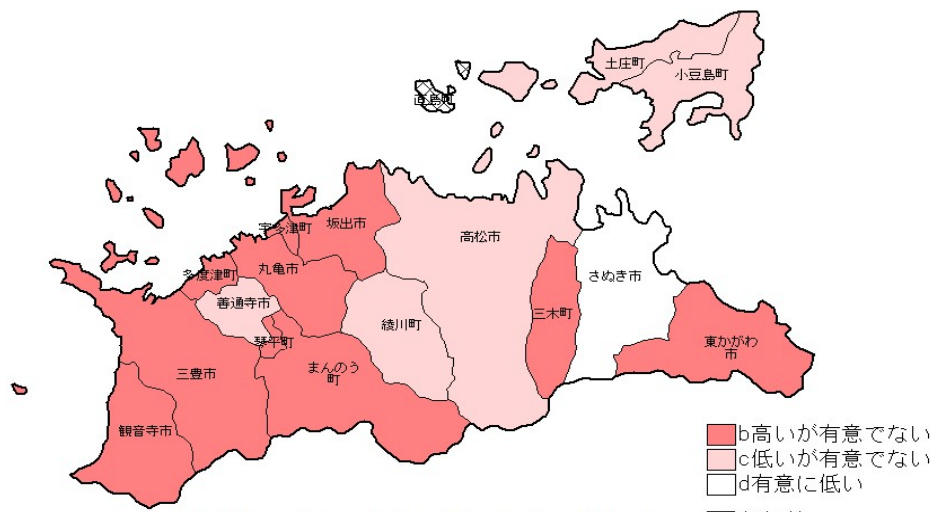 土庄町
小豆島町
直島町
宇多津町
坂出市
高松市
多度津町
丸亀市
さぬき市
善通寺市
綾川町
三木町
琴平町
東かがわ
市
三豊市
まんのう
町
観音寺市
b高いが有意でない
c低いが有意でない
d有意に低い